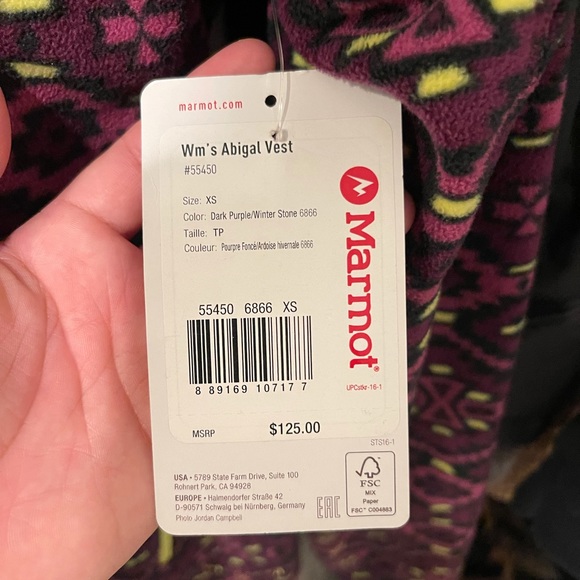 marmot.com
Wm's Abigal Vest
#55450
Size: XS
Color: Dark Purple/Winter Stone 6866
Taille: TP
Couleur: Pourpre Foncé/Ardoise hivernale 6866
Marmot®
55450 6866 XS
8 89169 10717 7
UPCstkr-16-1
MSRP $125.00
STS16-1
USA • 5789 State Farm Drive, Suite 100
Rohnert Park, CA 94928
EUROPE • Haimendorfer Straße 42
D-90571 Schwaig bei Nürnberg, Germany
Photo Jordan Campbell
EAC
FSC
MIX
Paper
FSC® C004863